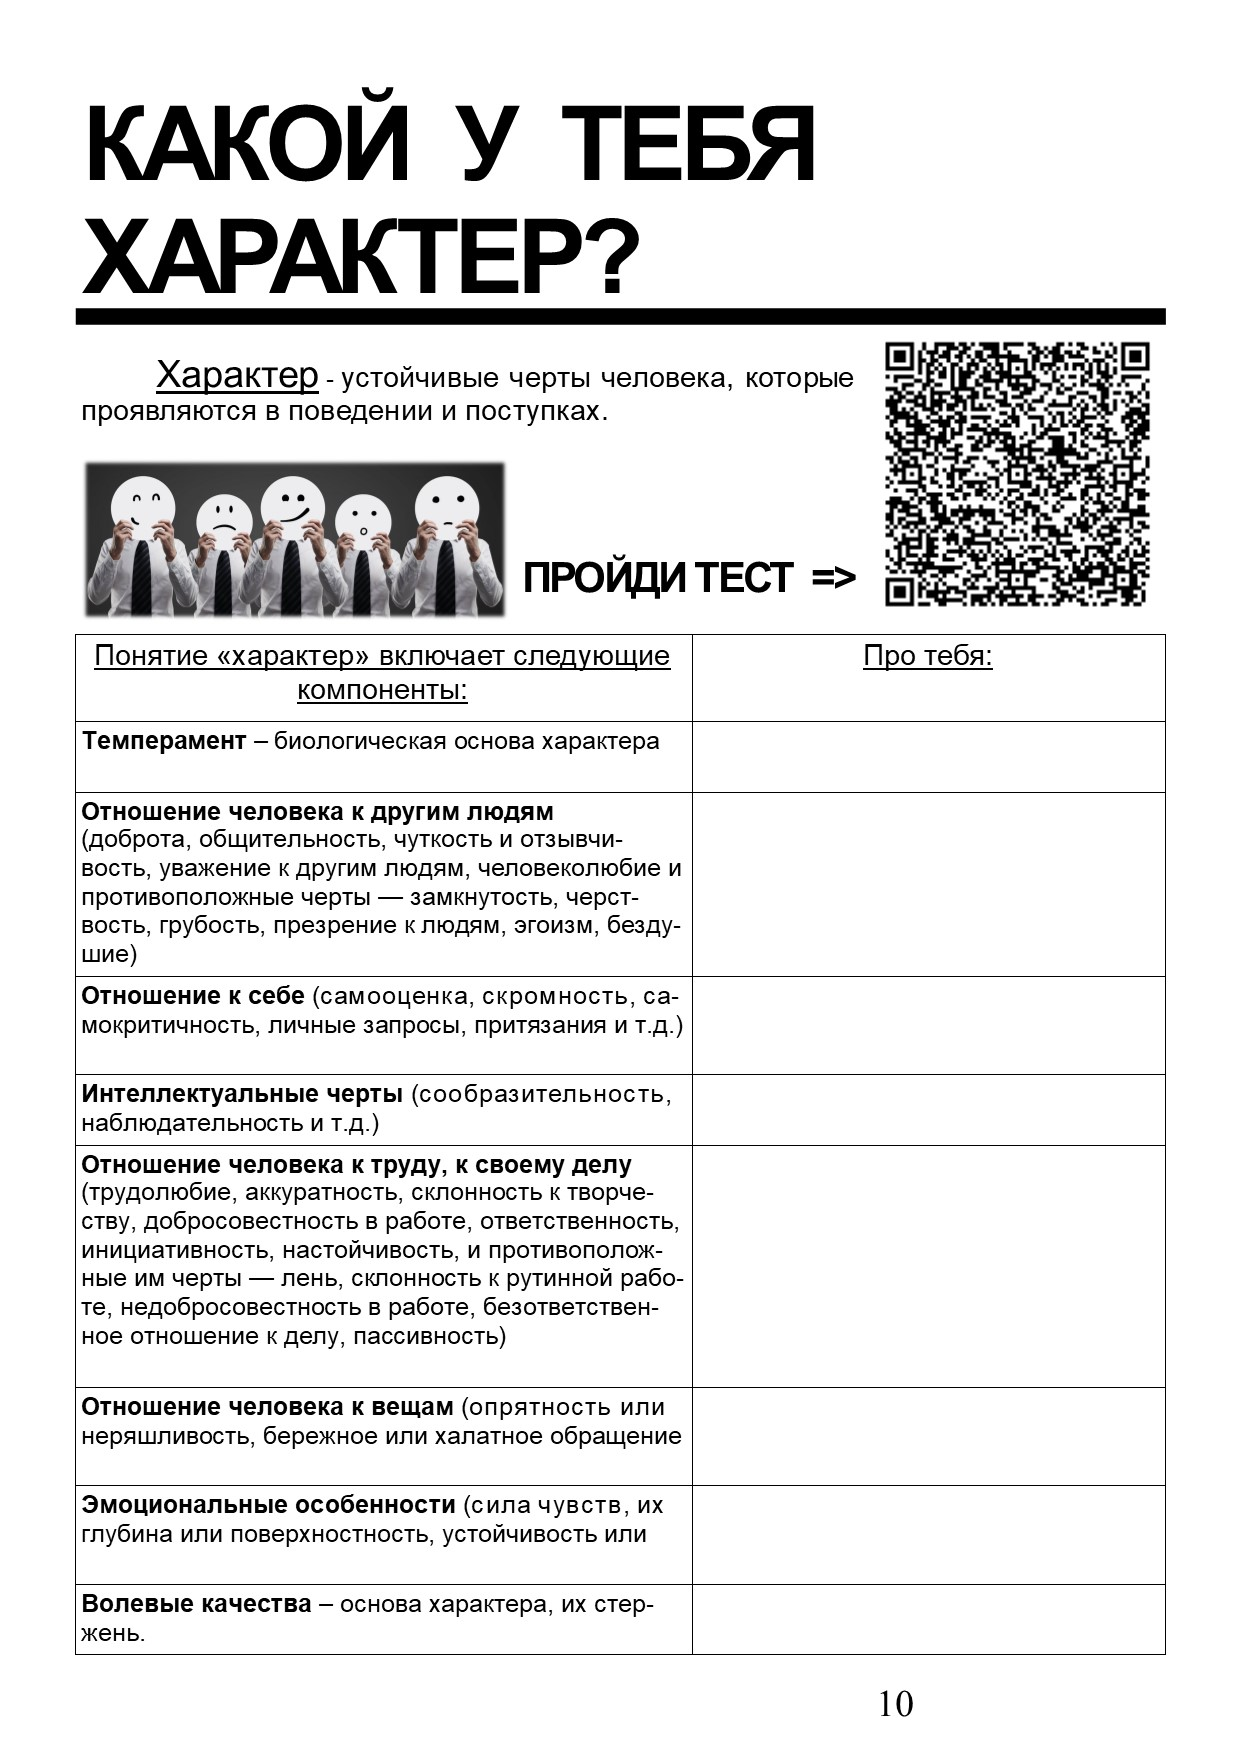 КАКОЙ У ТЕБЯ
ХАРАКТЕР?
Характер - устойчивые черты человека, которые
проявляются в поведении и поступках.
ПРОЙДИ ТЕСТ =>
Понятие «характер» включает следующие
компоненты:
Про тебя:
Темперамент – биологическая основа характера
Отношение человека к другим людям
(доброта, общительность, чуткость и отзывчи-
вость, уважение к другим людям, человеколюбие и
противоположные черты — замкнутость, черст-
вость, грубость, презрение к людям, эгоизм, безду-
шие)
Отношение к себе (самооценка, скромность, са-
мокритичность, личные запросы, притязания и т.д.)
Интеллектуальные черты (сообразительность,
наблюдательность и т.д.)
Отношение человека к труду, к своему делу
(трудолюбие, аккуратность, склонность к творче-
ству, добросовестность в работе, ответственность,
инициативность, настойчивость, и противополож-
ные им черты — лень, склонность к рутинной рабо-
те, недобросовестность в работе, безответствен-
ное отношение к делу, пассивность)
Отношение человека к вещам (опрятность или
неряшливость, бережное или халатное обращение
Эмоциональные особенности (сила чувств, их
глубина или поверхностность, устойчивость или
Волевые качества – основа характера, их стер-
жень.
10